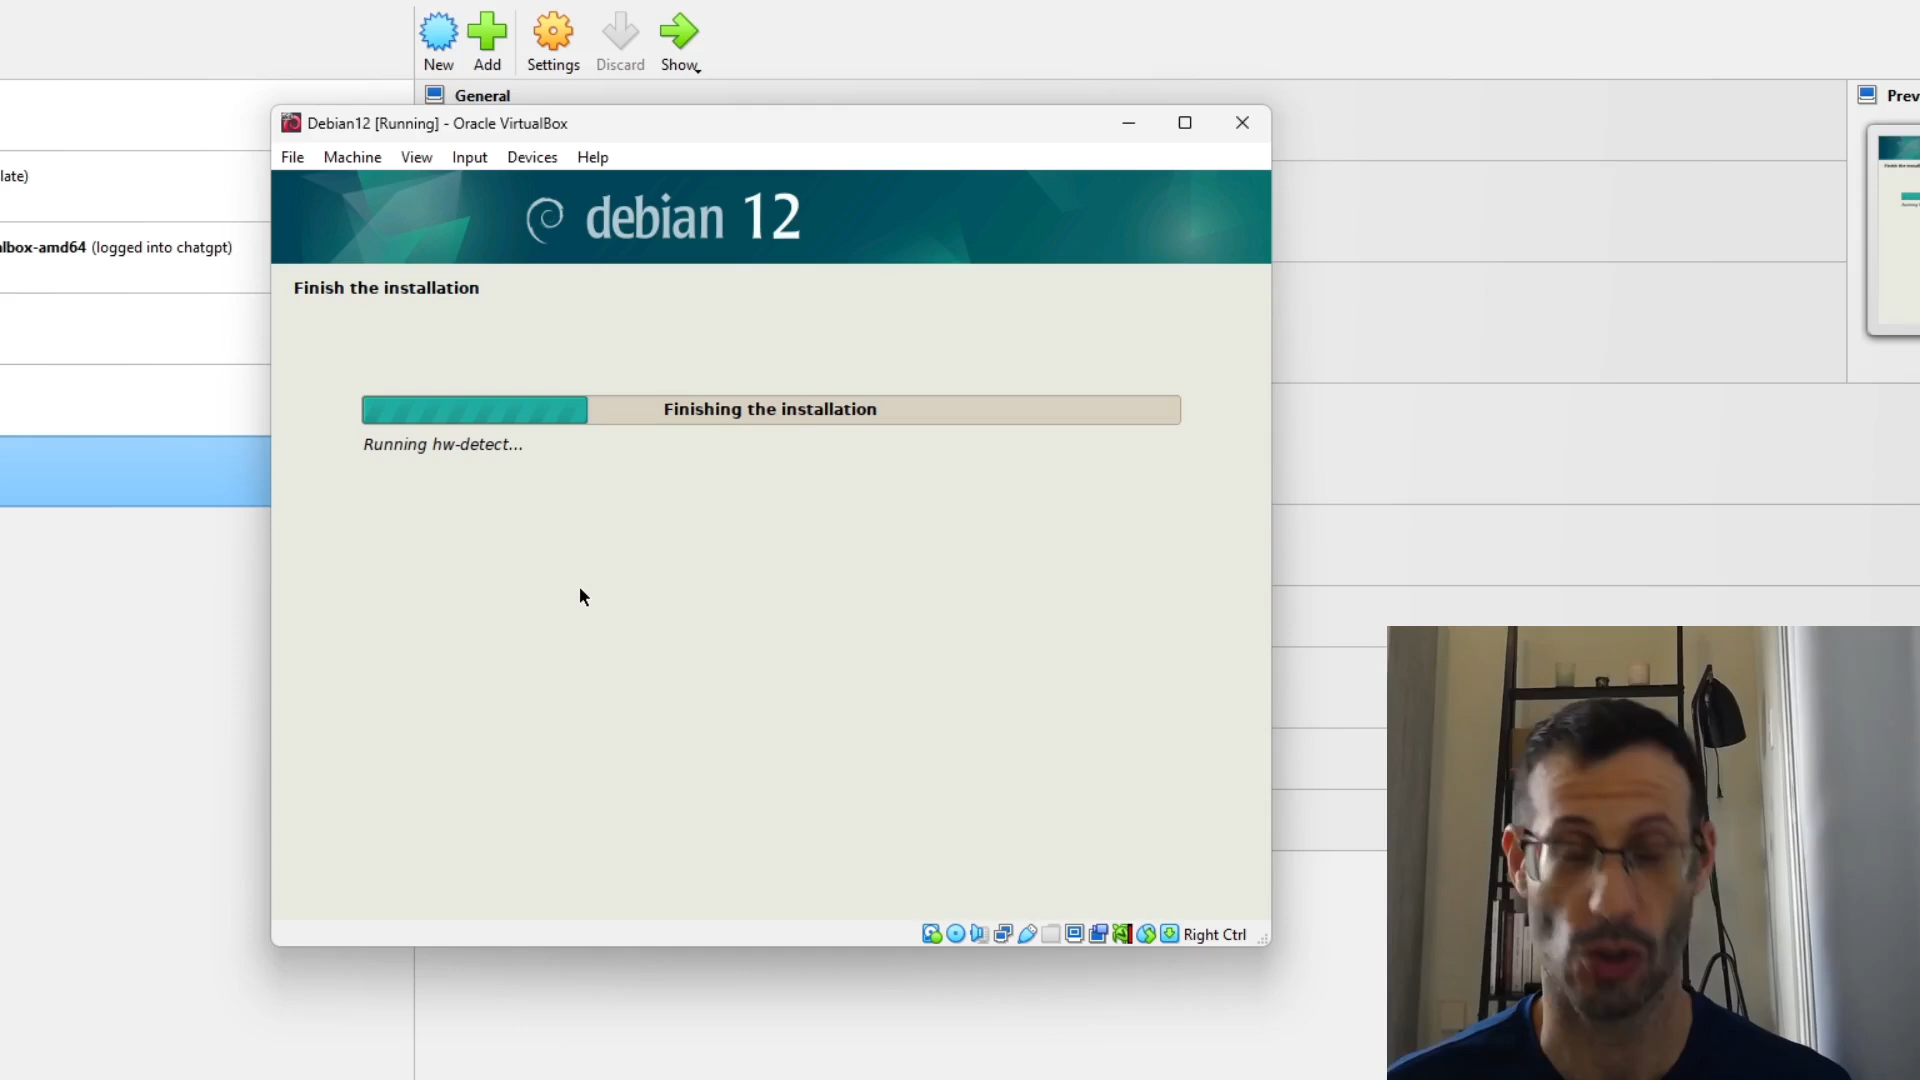 New
Add
Settings
Discard
Show
General
Prev
Debian12 [Running] - Oracle VirtualBox
File
Machine
View
Input
Devices
Help
late)
debian 12
lbox-amd64 (logged into chatgpt)
Finish the installation
Finishing the installation
Running hw-detect...
Right Ctrl